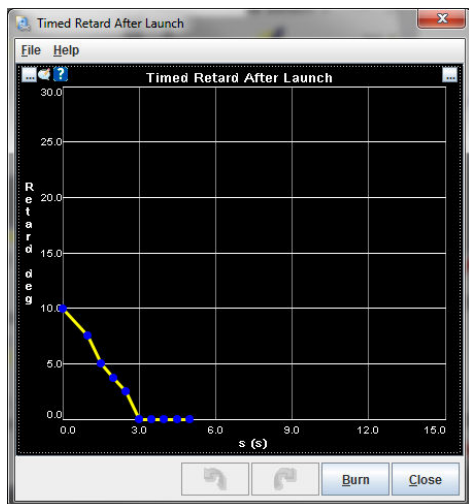 Timed Retard After Launch
File Help
... ? Timed Retard After Launch ...
30.0
25.0
20.0
15.0
10.0
5.0
0.0
Retard deg
0.0 3.0 6.0 9.0 12.0 15.0
s (s)
Burn Close